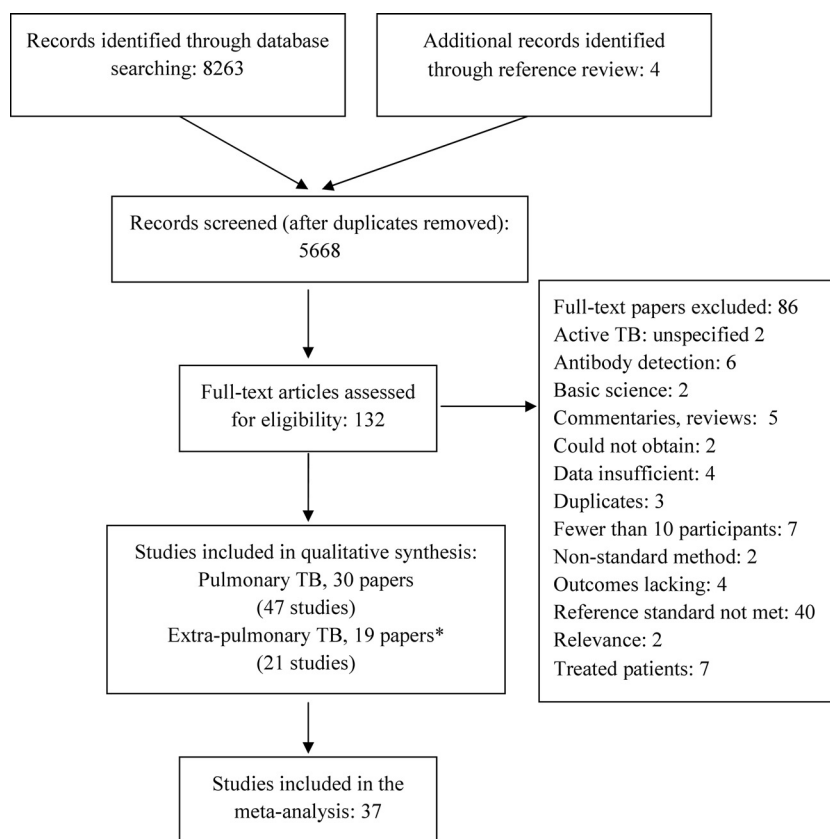 Records identified through database
searching: 8263
Additional records identified
through reference review: 4
Records screened (after duplicates removed):
5668
Full-text articles assessed
for eligibility: 132
Full-text papers excluded: 86
Active TB: unspecified 2
Antibody detection: 6
Basic science: 2
Commentaries, reviews: 5
Could not obtain: 2
Data insufficient: 4
Duplicates: 3
Fewer than 10 participants: 7
Non-standard method: 2
Outcomes lacking: 4
Reference standard not met: 40
Relevance: 2
Treated patients: 7
Studies included in qualitative synthesis:
Pulmonary TB, 30 papers
(47 studies)
Extra-pulmonary TB, 19 papers*
(21 studies)
Studies included in the
meta-analysis: 37